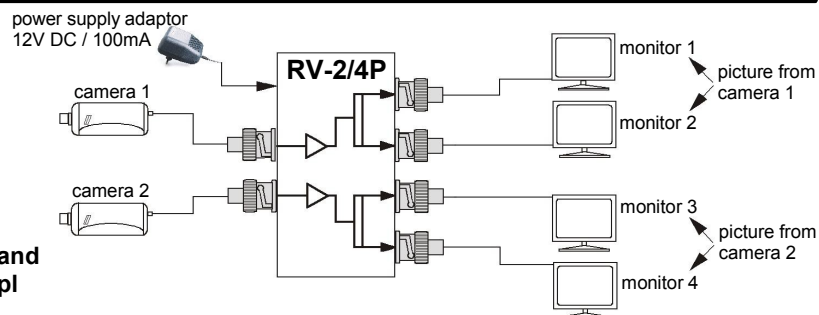 power supply adaptor
12V DC / 100mA
RV-2/4P
camera 1
camera 2
monitor 1
monitor 2
picture from
camera 1
monitor 3
monitor 4
picture from
camera 2
and
pl